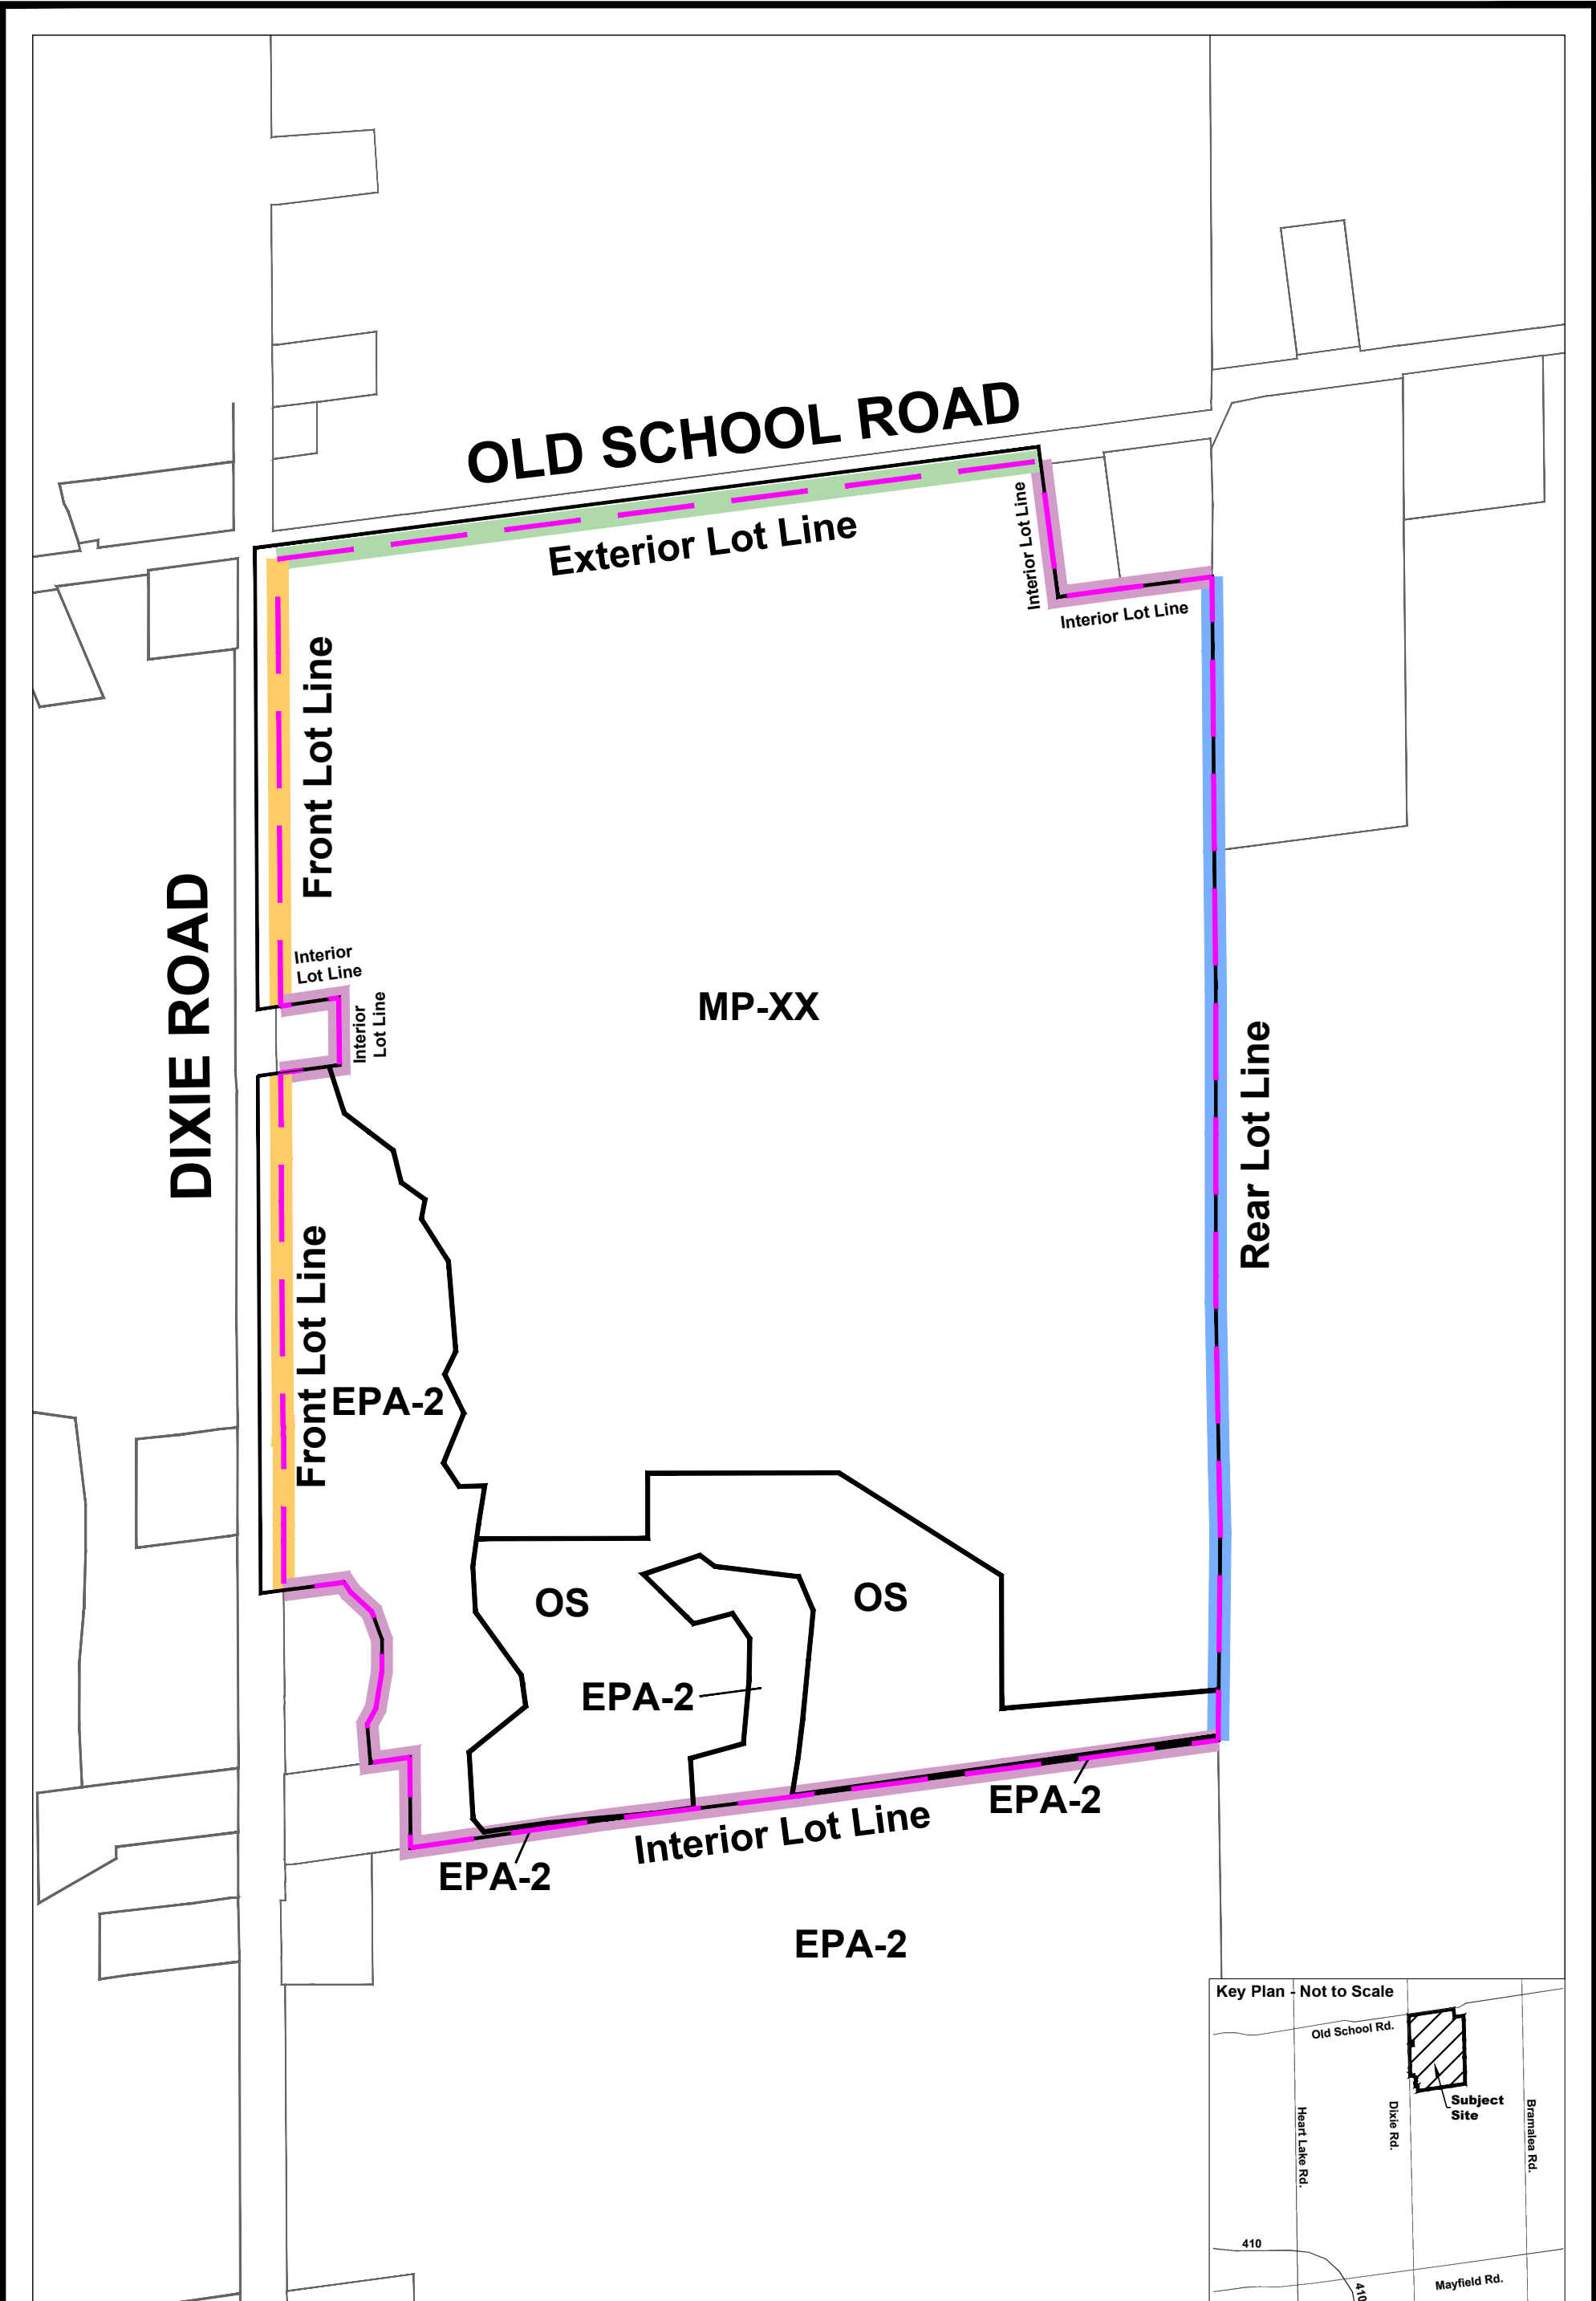 OLD SCHOOL ROAD
Exterior Lot Line
Interior Lot Line
Interior Lot Line
Front Lot Line
DIXIE ROAD
Interior
Lot Line
Interior
Lot Line
MP-XX
Rear Lot Line
Front Lot Line
EPA-2
OS
OS
EPA-2
EPA-2
Interior Lot Line
EPA-2
EPA-2
Key Plan - Not to Scale
Old School Rd.
Subject
Site
Heart Lake Rd.
Dixie Rd.
Bramalea Rd.
410
410
Mayfield Rd.